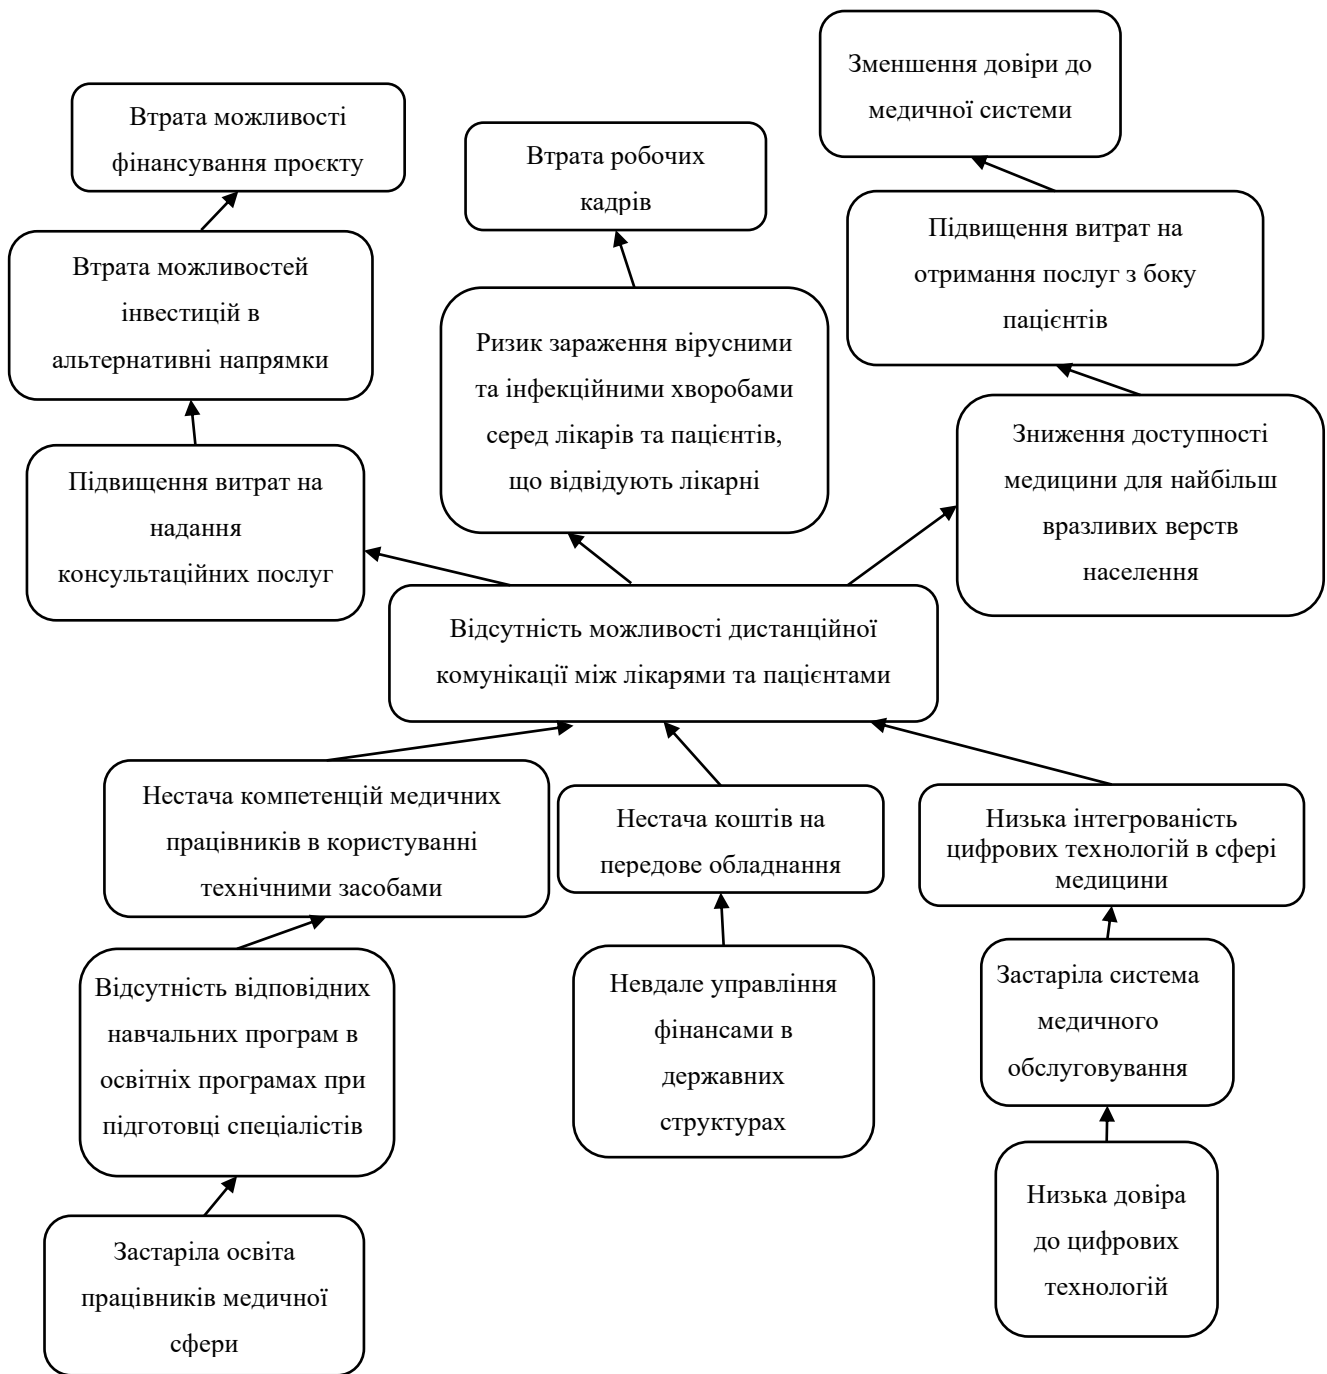 Зменшення довіри до
медичної системи
Втрата можливості
фінансування проєкту
Втрата робочих
кадрів
Підвищення витрат на
отримання послуг з боку
пацієнтів
Втрата можливостей
інвестицій в
альтернативні напрямки
Ризик зараження вірусними
та інфекційними хворобами
серед лікарів та пацієнтів,
що відвідують лікарні
Зниження доступності
медицини для найбільш
вразливих верств
населення
Підвищення витрат на
надання
консультаційних послуг
Відсутність можливості дистанційної
комунікації між лікарями та пацієнтами
Нестача компетенцій медичних
працівників в користуванні
технічними засобами
Нестача коштів на
передове обладнання
Низька інтегрованість
цифрових технологій в сфері
медицини
Відсутність відповідних
навчальних програм в
освітніх програмах при
підготовці спеціалістів
Невдале управління
фінансами в
державних
структурах
Застаріла система
медичного
обслуговування
Застаріла освіта
працівників медичної
сфери
Низька довіра
до цифрових
технологій